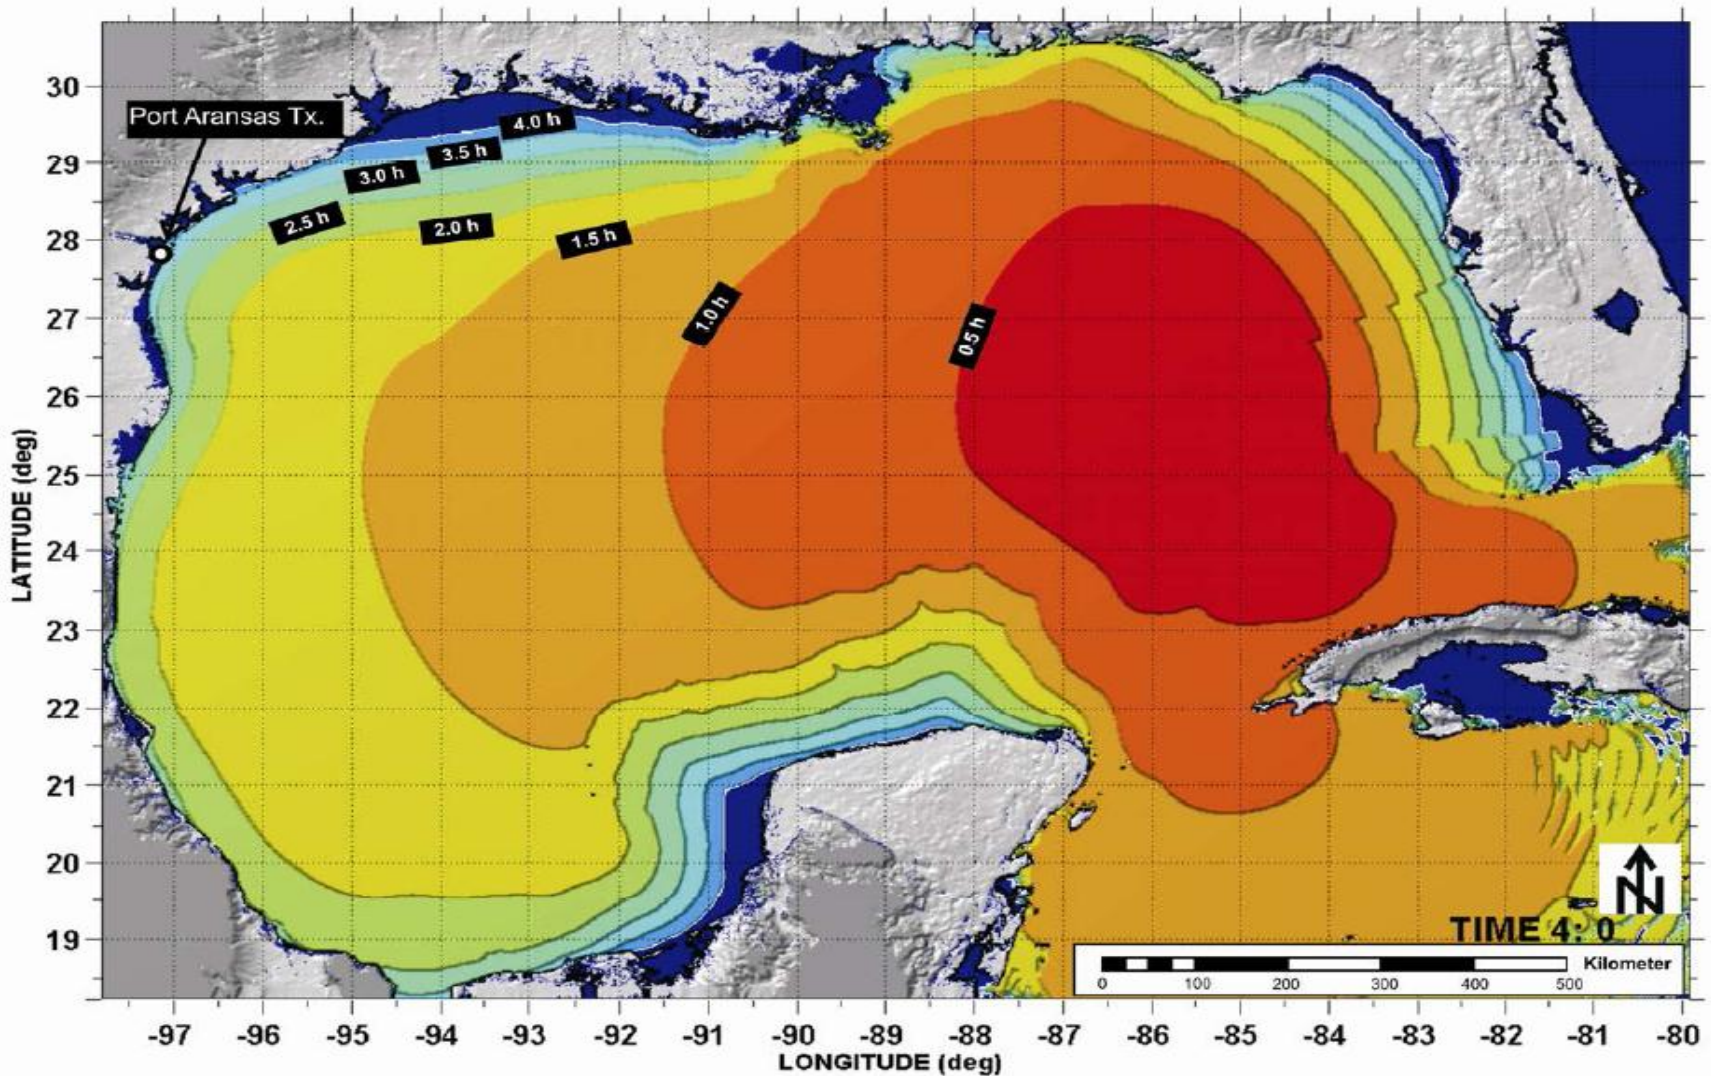 30
Port Aransas Tx.
4.0 h
3.5 h
29
3.0 h
2.5 h
2.0 h
1.5 h
28
27
1.0 h
0.5 h
26
LATITUDE (deg)
25
24
23
22
21
20
N
TIME 4: 0
19
Kilometer
0 100 200 300 400 500
-97 -96 -95 -94 -93 -92 -91 -90 -89 -88 -87 -86 -85 -84 -83 -82 -81 -80
LONGITUDE (deg)